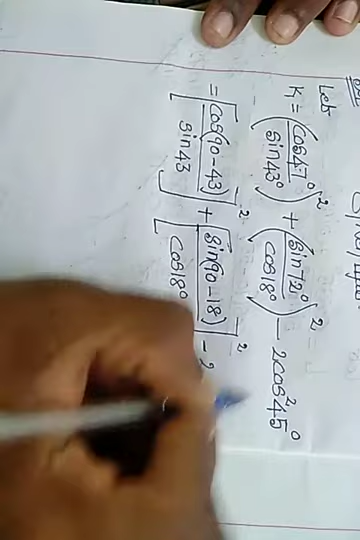 Let
K = (cos47°/sin43°)² + (sin72°/cos18°)² - 2cos²45°
= [cos(90-43)/sin43]² + [sin(90-18)/cos18°]² - 2